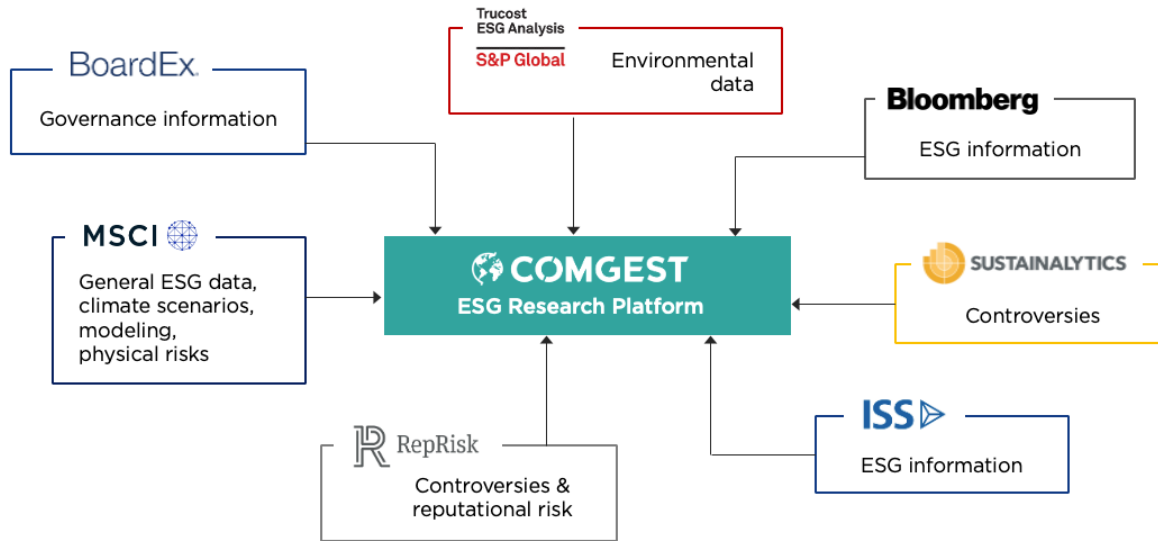 Trucost
ESG Analysis
S&P Global
Environmental
data
BoardEx
Governance information
Bloomberg
ESG information
MSCI
General ESG data,
climate scenarios,
modeling,
physical risks
COMGEST
ESG Research Platform
SUSTAINALYTICS
Controversies
RepRisk
Controversies &
reputational risk
ISS
ESG information